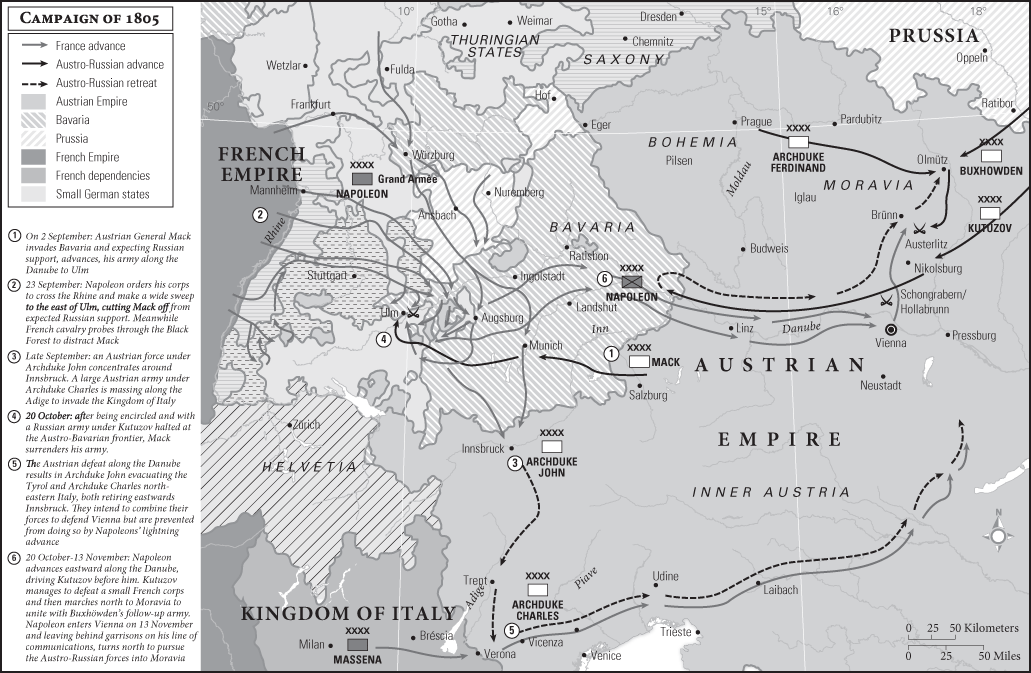 CAMPAIGN OF 1805
France advance
Austro-Russian advance
Austro-Russian retreat
Austrian Empire
Bavaria
Prussia
French Empire
French dependencies
Small German states
1 On 2 September: Austrian General Mack
invades Bavaria and expecting Russian
support, advances, his army along the
Danube to Ulm
2 23 September: Napoleon orders his corps
to cross the Rhine and make a wide sweep
to the east of Ulm, cutting Mack off from
expected Russian support. Meanwhile
French cavalry probes through the Black
Forest to distract Mack
3 Late September: an Austrian force under
Archduke John concentrates around
Innsbruck. A large Austrian army under
Archduke Charles is massing along the
Adige to invade the Kingdom of Italy
4 20 October: after being encircled and with
a Russian army under Kutuzov halted at
the Austro-Bavarian frontier, Mack
surrenders his army.
5 The Austrian defeat along the Danube
results in Archduke John evacuating the
Tyrol and Archduke Charles north-
eastern Italy, both retiring eastwards
Innsbruck. They intend to combine their
forces to defend Vienna but are prevented
from doing so by Napoleons' lightning
advance
6 20 October-13 November: Napoleon
advances eastward along the Danube,
driving Kutuzov before him. Kutuzov
manages to defeat a small French corps
and then marches north to Moravia to
unite with Buxhöwden's follow-up army.
Napoleon enters Vienna on 13 November
and leaving behind garrisons on his line of
communications, turns north to pursue
the Austro-Russian forces into Moravia
10°
15°
18°
50°
Gotha
Weimar
Dresden
THURINGIAN
STATES
Chemnitz
SAXONY
PRUSSIA
Oppeln
Wetzlar
Fulda
Hof
Ratibor
Frankfurt
Eger
Prague
Pardubitz
FRENCH
EMPIRE
Würzburg
BOHEMIA
Pilsen
XXXX
ARCHDUKE
FERDINAND
Olmütz
XXXX
BUXHOWDEN
XXXX
Grand Armée
NAPOLEON
Mannheim
Nuremberg
Moldau
MORAVIA
Iglau
XXXX
KUTUZOV
2
Rhine
Ansbach
Brünn
Austerlitz
BAVARIA
Ratisbon
Budweis
Nikolsburg
Stuttgart
Ingolstadt
6
XXXX
NAPOLEON
Schongrabern/
Hollabrunn
Ulm
Augsburg
Landshut
Inn
Linz
Danube
Vienna
Pressburg
4
Munich
1
XXXX
MACK
AUSTRIAN
Salzburg
Neustadt
Zürich
Innsbruck
XXXX
ARCHDUKE
JOHN
3
EMPIRE
HELVETIA
INNER AUSTRIA
N
Trept
Adige
XXXX
ARCHDUKE
CHARLES
Piave
Udine
Laibach
KINGDOM OF ITALY
5
Milan
XXXX
MASSENA
Bréscia
Verona
Vicenza
Venice
Trieste
0 25 50 Kilometers
0 25 50 Miles